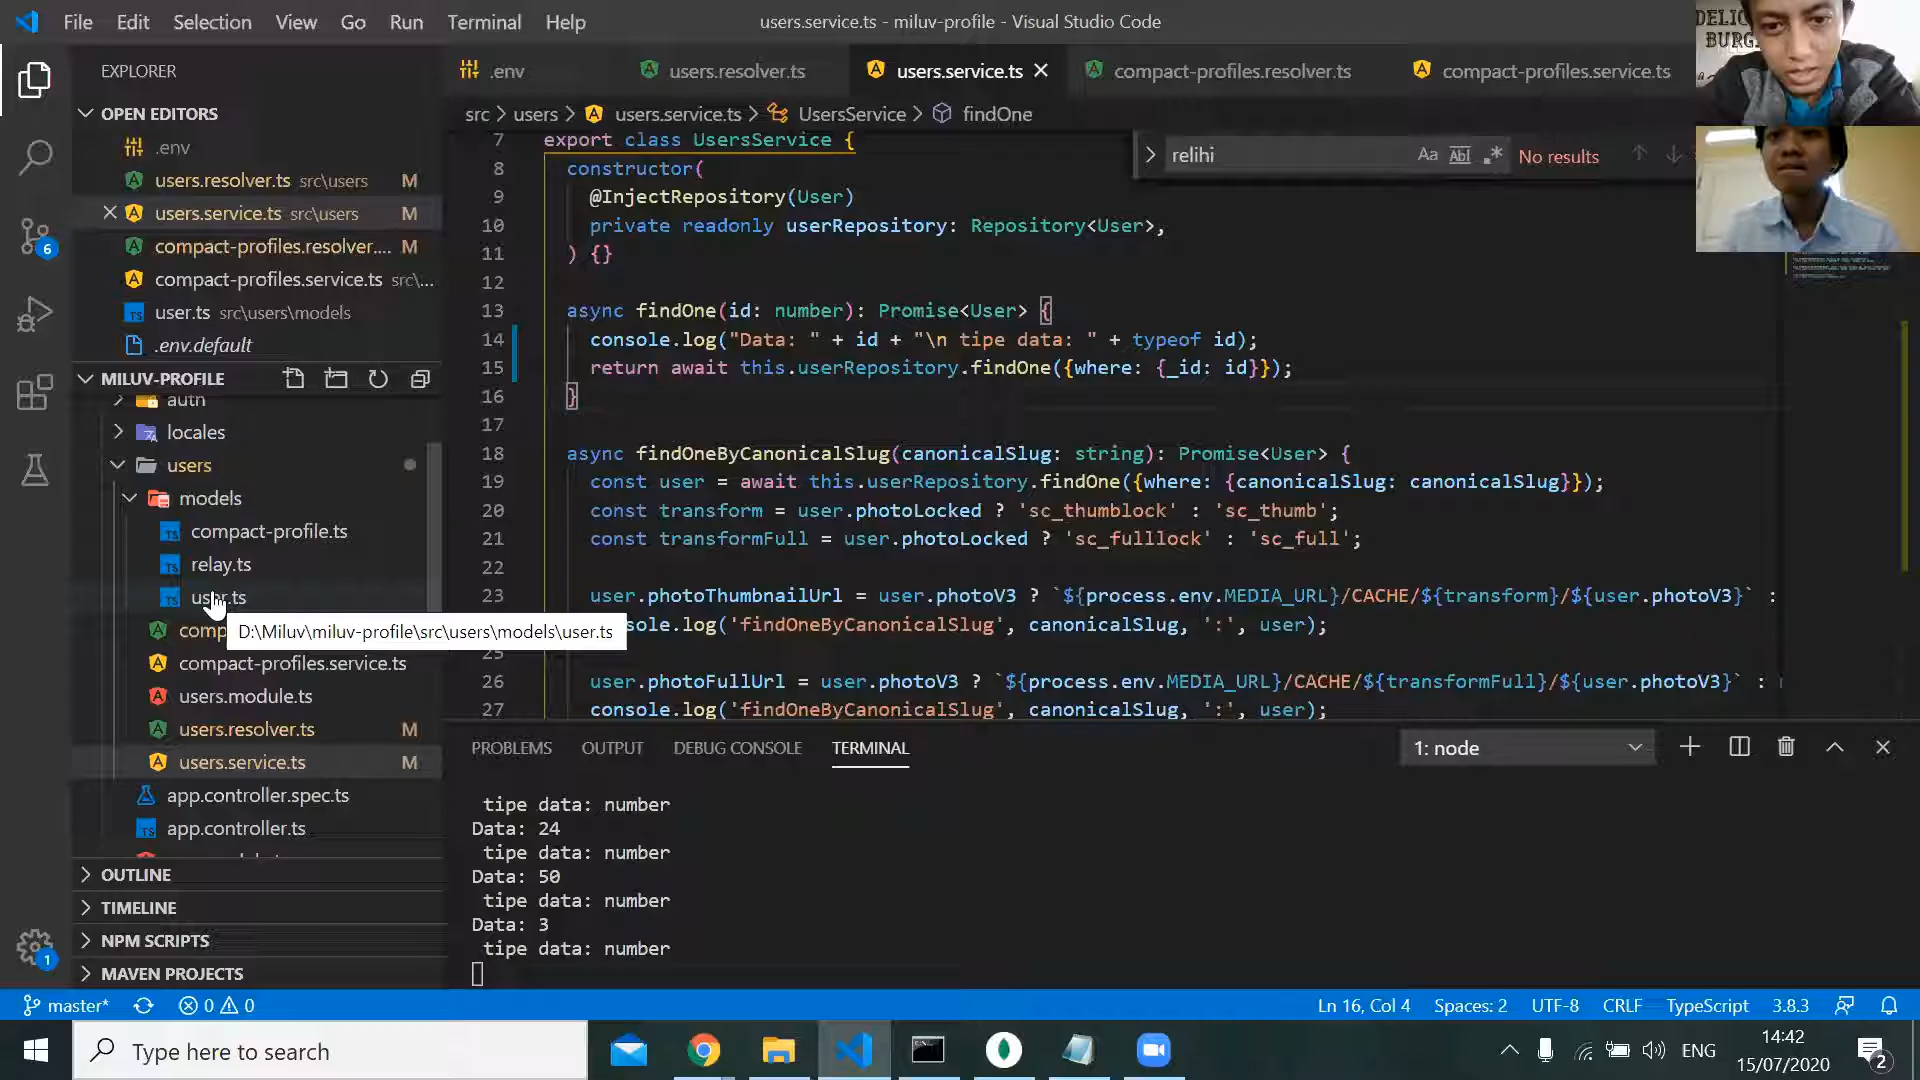 File Edit Selection View Go Run Terminal Help
users.service.ts - miluv-profile - Visual Studio Code
EXPLORER
OPEN EDITORS
.env
users.resolver.ts src\users M
users.service.ts src\users M
compact-profiles.resolver.... M
compact-profiles.service.ts src\...
user.ts src\users\models
.env.default
MILUV-PROFILE
auth
locales
users
models
compact-profile.ts
relay.ts
user.ts
comp
D:\Miluv\miluv-profile\src\users\models\user.ts
compact-profiles.service.ts
users.module.ts
users.resolver.ts M
users.service.ts M
app.controller.spec.ts
app.controller.ts
OUTLINE
TIMELINE
NPM SCRIPTS
MAVEN PROJECTS
6
1
.env users.resolver.ts users.service.ts compact-profiles.resolver.ts compact-profiles.service.ts
src > users > users.service.ts > UsersService > findOne
relihi Aa Abl .* No results
7 export class UsersService {
8 constructor(
9 @InjectRepository(User)
10 private readonly userRepository: Repository<User>,
11 ) {}
12
13 async findOne(id: number): Promise<User> {
14 console.log("Data: " + id + "\n tipe data: " + typeof id);
15 return await this.userRepository.findOne({where: {_id: id}});
16 }
17
18 async findOneByCanonicalSlug(canonicalSlug: string): Promise<User> {
19 const user = await this.userRepository.findOne({where: {canonicalSlug: canonicalSlug}});
20 const transform = user.photoLocked ? 'sc_thumblock' : 'sc_thumb';
21 const transformFull = user.photoLocked ? 'sc_fulllock' : 'sc_full';
22
23 user.photoThumbnailUrl = user.photoV3 ? `${process.env.MEDIA_URL}/CACHE/${transform}/${user.photoV3}` :
sole.log('findOneByCanonicalSlug', canonicalSlug, ':', user);
25
26 user.photoFullUrl = user.photoV3 ? `${process.env.MEDIA_URL}/CACHE/${transformFull}/${user.photoV3}` :
27 console.log('findOneByCanonicalSlug', canonicalSlug, ':', user);
PROBLEMS OUTPUT DEBUG CONSOLE TERMINAL
1: node
tipe data: number
Data: 24
tipe data: number
Data: 50
tipe data: number
Data: 3
tipe data: number
master* 0 0
Ln 16, Col 4 Spaces: 2 UTF-8 CRLF TypeScript 3.8.3
Type here to search
ENG
14:42
15/07/2020
2